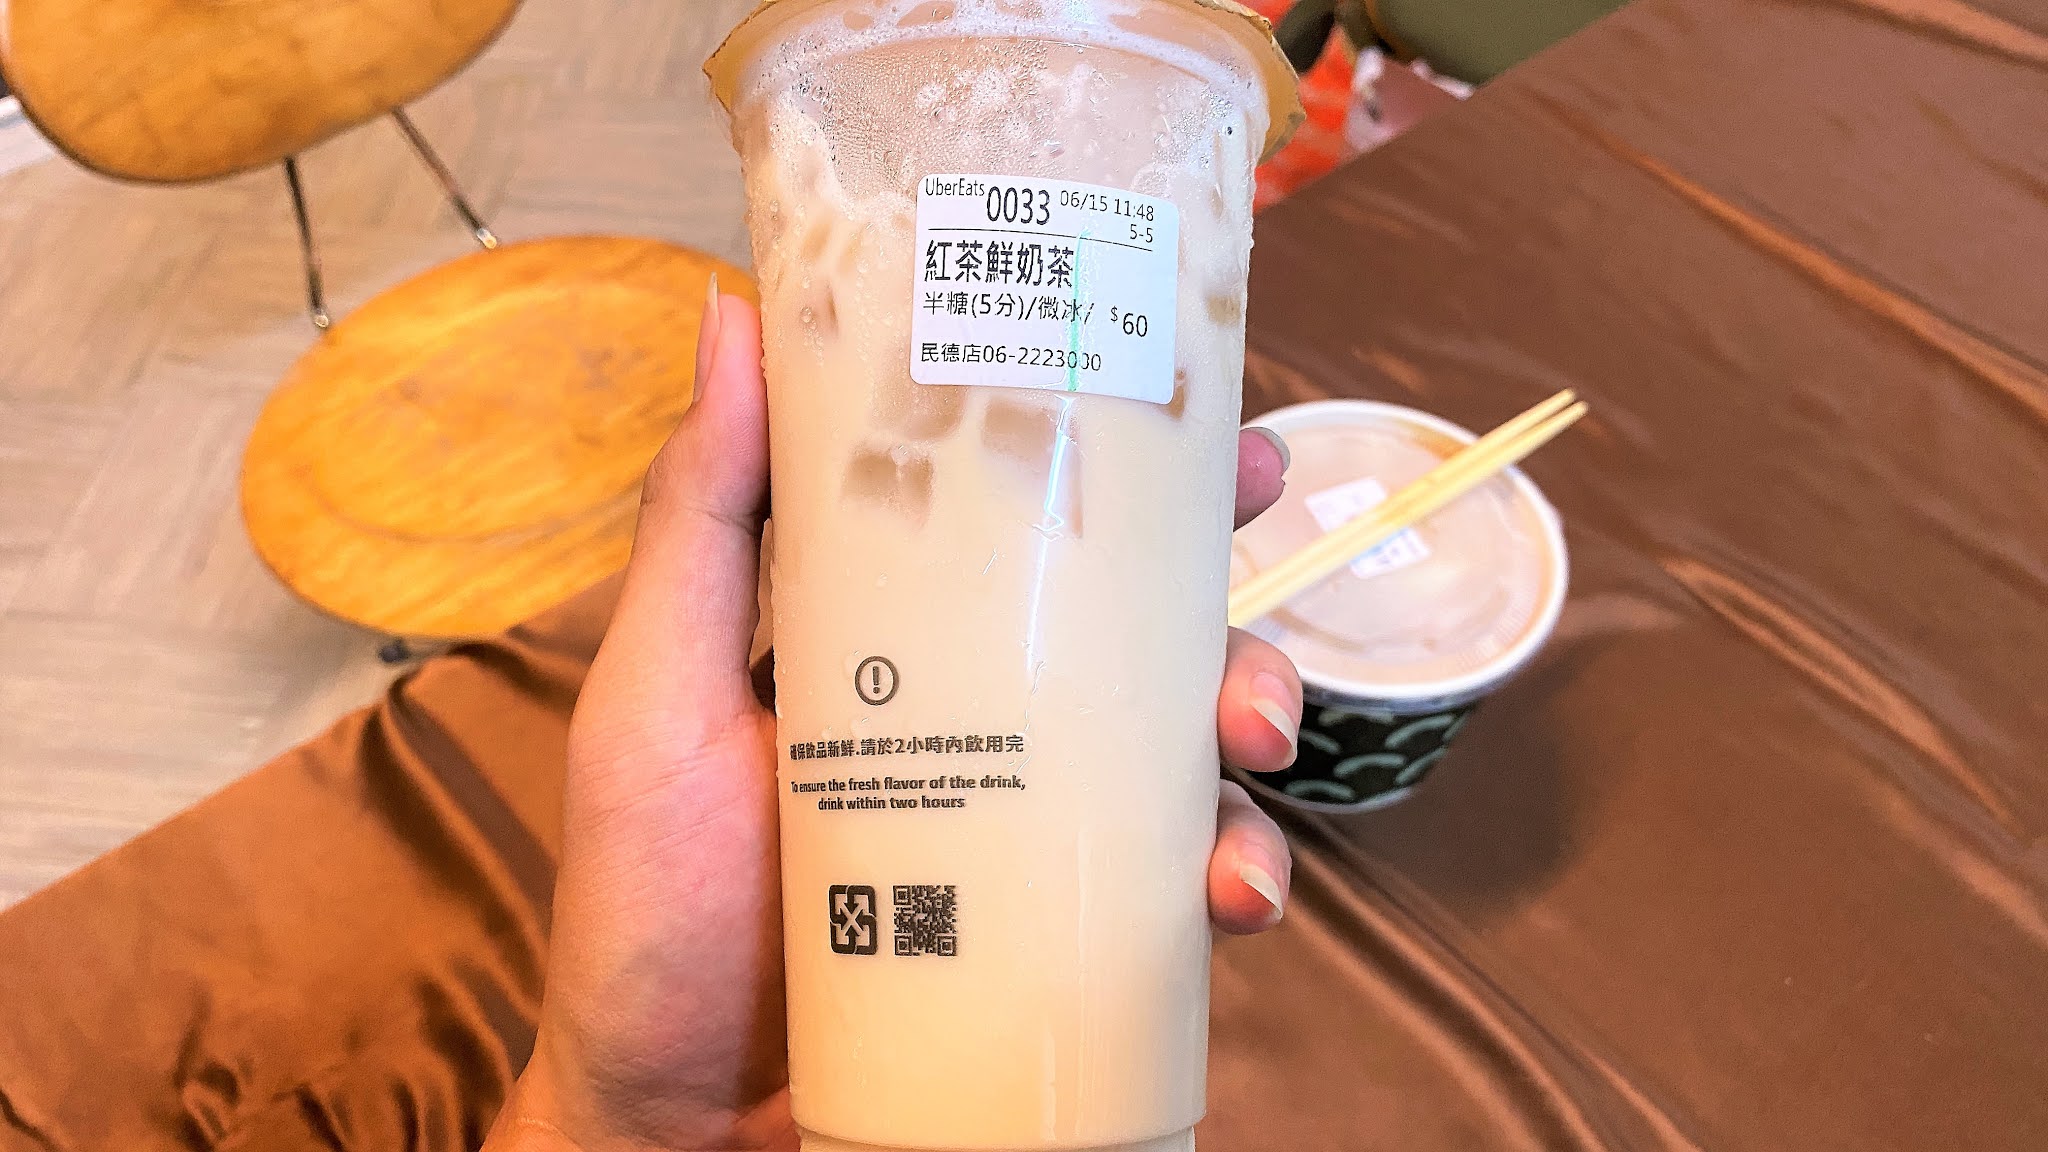 UberEats 0033 06/15 11:48
5-5
紅茶鮮奶茶
半糖(5分)/微冰/ $60
民德店06-2223000
確保飲品新鮮.請於2小時內飲用完
To ensure the fresh flavor of the drink,
drink within two hours